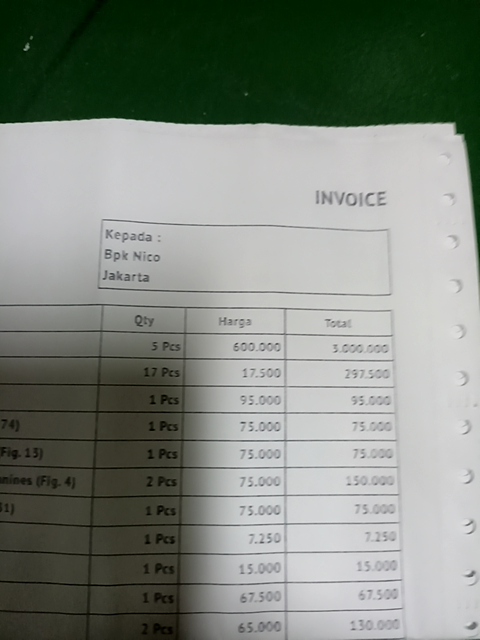 INVOICE
Kepada :
Bpk Nico
Jakarta
Qty Harga Total
5 Pcs 600.000 3.000.000
17 Pcs 17.500 297.500
1 Pcs 95.000 95.000
74) 1 Pcs 75.000 75.000
(Fig. 13) 1 Pcs 75.000 75.000
nines (Fig. 4) 2 Pcs 75.000 150.000
1) 1 Pcs 75.000 75.000
1 Pcs 7.250 7.250
1 Pcs 15.000 15.000
1 Pcs 67.500 67.500
2 Pcs 65.000 130.000